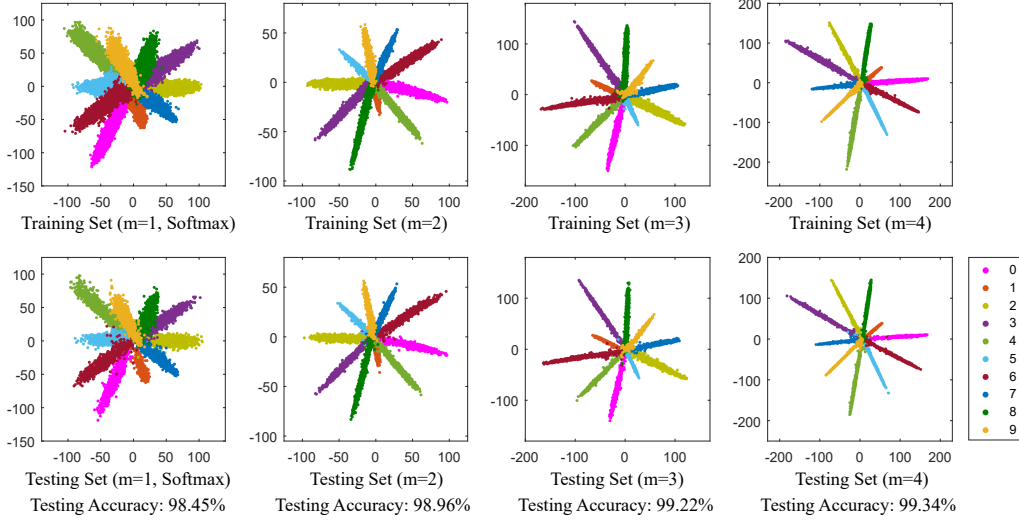 100
50
0
-50
-100
-150
-100 -50 0 50 100
Training Set (m=1, Softmax)
50
0
-50
-100
-100 -50 0 50 100
Training Set (m=2)
100
0
-100
-200 -100 0 100
Training Set (m=3)
200
100
0
-100
-200
-200 -100 0 100 200
Training Set (m=4)
100
50
0
-50
-100
-150
-100 -50 0 50 100
Testing Set (m=1, Softmax)
Testing Accuracy: 98.45%
50
0
-50
-100
-100 -50 0 50 100
Testing Set (m=2)
Testing Accuracy: 98.96%
100
0
-100
-200 -100 0 100
Testing Set (m=3)
Testing Accuracy: 99.22%
200
100
0
-100
-200
-200 -100 0 100 200
Testing Set (m=4)
Testing Accuracy: 99.34%
0
1
2
3
4
5
6
7
8
9